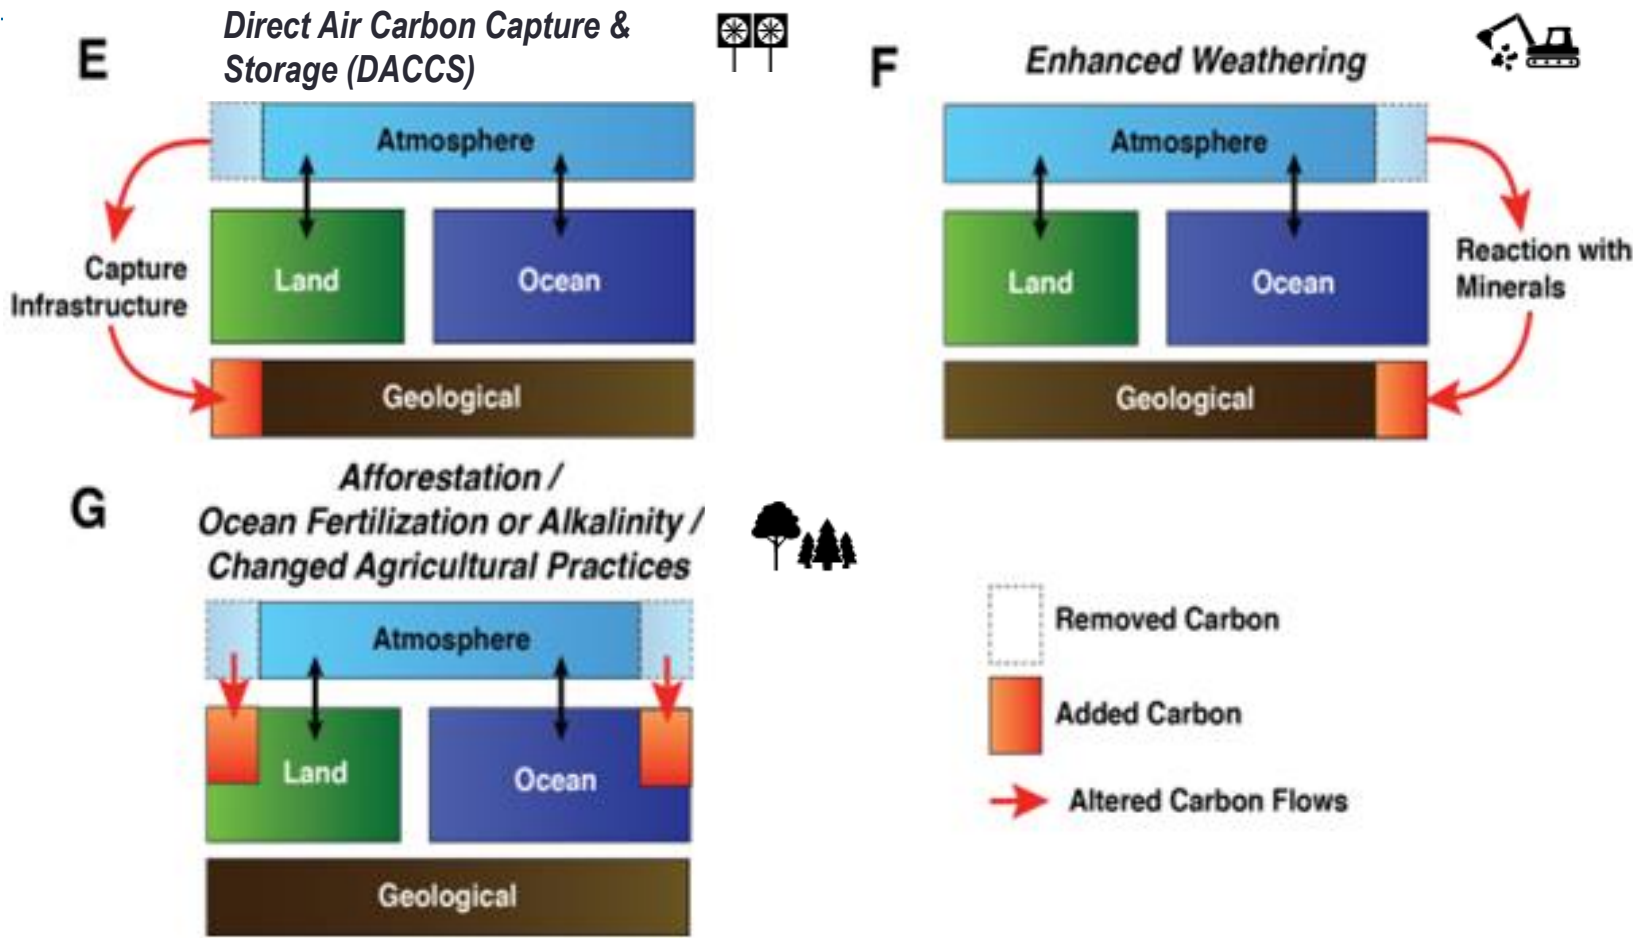 E
Direct Air Carbon Capture &
Storage (DACCS)
Atmosphere
Capture
Infrastructure
Land
Ocean
Geological
F
Enhanced Weathering
Atmosphere
Land
Ocean
Reaction with
Minerals
Geological
G
Afforestation /
Ocean Fertilization or Alkalinity /
Changed Agricultural Practices
Atmosphere
Land
Ocean
Geological
Removed Carbon
Added Carbon
Altered Carbon Flows